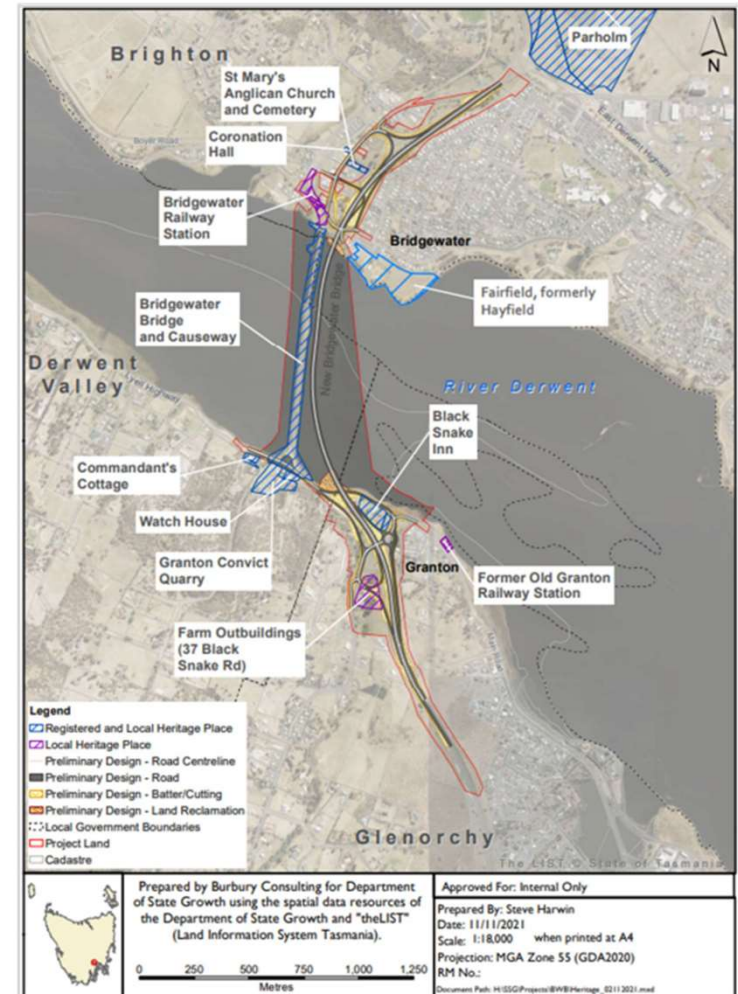 Brighton
Parholm
N
St Mary's
Anglican Church
and Cemetery
East Derwent Highway
Coronation
Hall
Boyer Road
Bridgewater
Railway
Station
Bridgewater
Fairfield, formerly
Hayfield
New Bridgewater Bridge
Bridgewater
Bridge
and Causeway
Derwent
Valley
River Derwent
Black
Snake
Inn
Commandant's
Cottage
Watch House
Granton Convict
Quarry
Granton
Former Old Granton
Railway Station
Farm Outbuildings
(37 Black
Snake Rd)
Legend
Registered and Local Heritage Place
Local Heritage Place
Preliminary Design - Road Centreline
Preliminary Design - Road
Preliminary Design - Batter/Cutting
Preliminary Design - Land Reclamation
Local Government Boundaries
Project Land
Cadastre
Glenorchy
The LIST © State of Tasmania
Prepared by Burbury Consulting for Department
of State Growth using the spatial data resources of
the Department of State Growth and "theLIST"
(Land Information System Tasmania).
0 250 500 750 1,000 1,250
Metres
Approved For: Internal Only
Prepared By: Steve Harwin
Date: 11/11/2021
Scale: 1:18,000 when printed at A4
Projection: MGA Zone 55 (GDA2020)
RM No.:
Document Path: